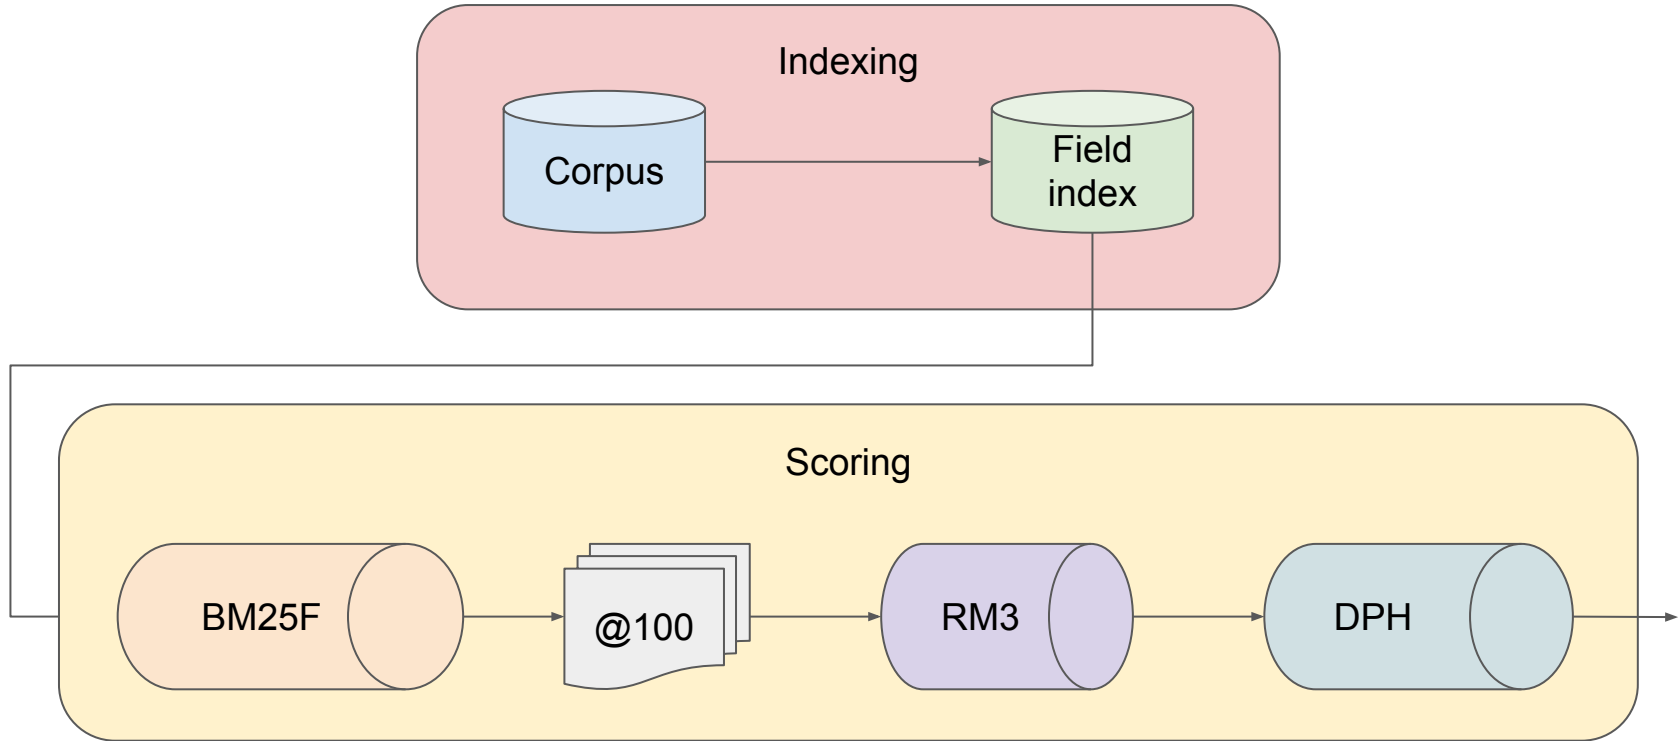 Indexing
Corpus
Field
index
Scoring
BM25F
@100
RM3
DPH